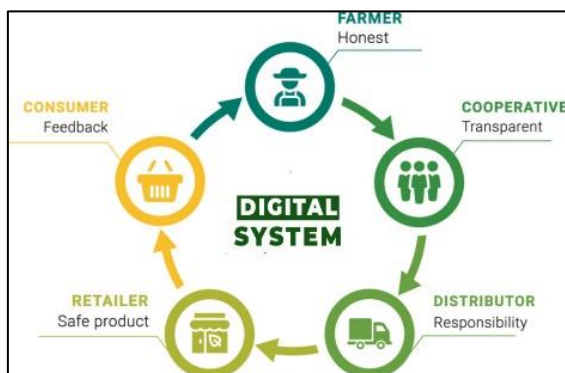 FARMER
Honest
CONSUMER
Feedback
COOPERATIVE
Transparent
DIGITAL
SYSTEM
RETAILER
Safe product
DISTRIBUTOR
Responsibility